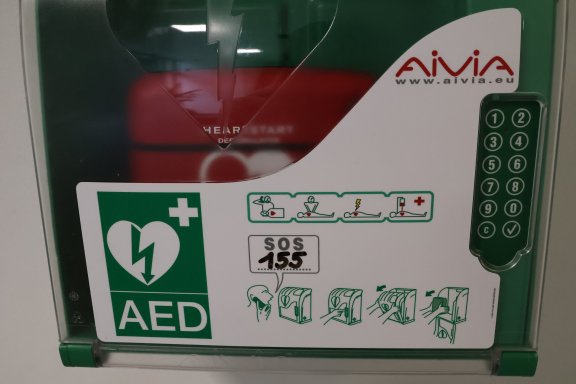 AiViA
www.aivia.eu
HEARTSTART
1 2
3 4
5 6
7 8
9 0
C
SOS
155
AED